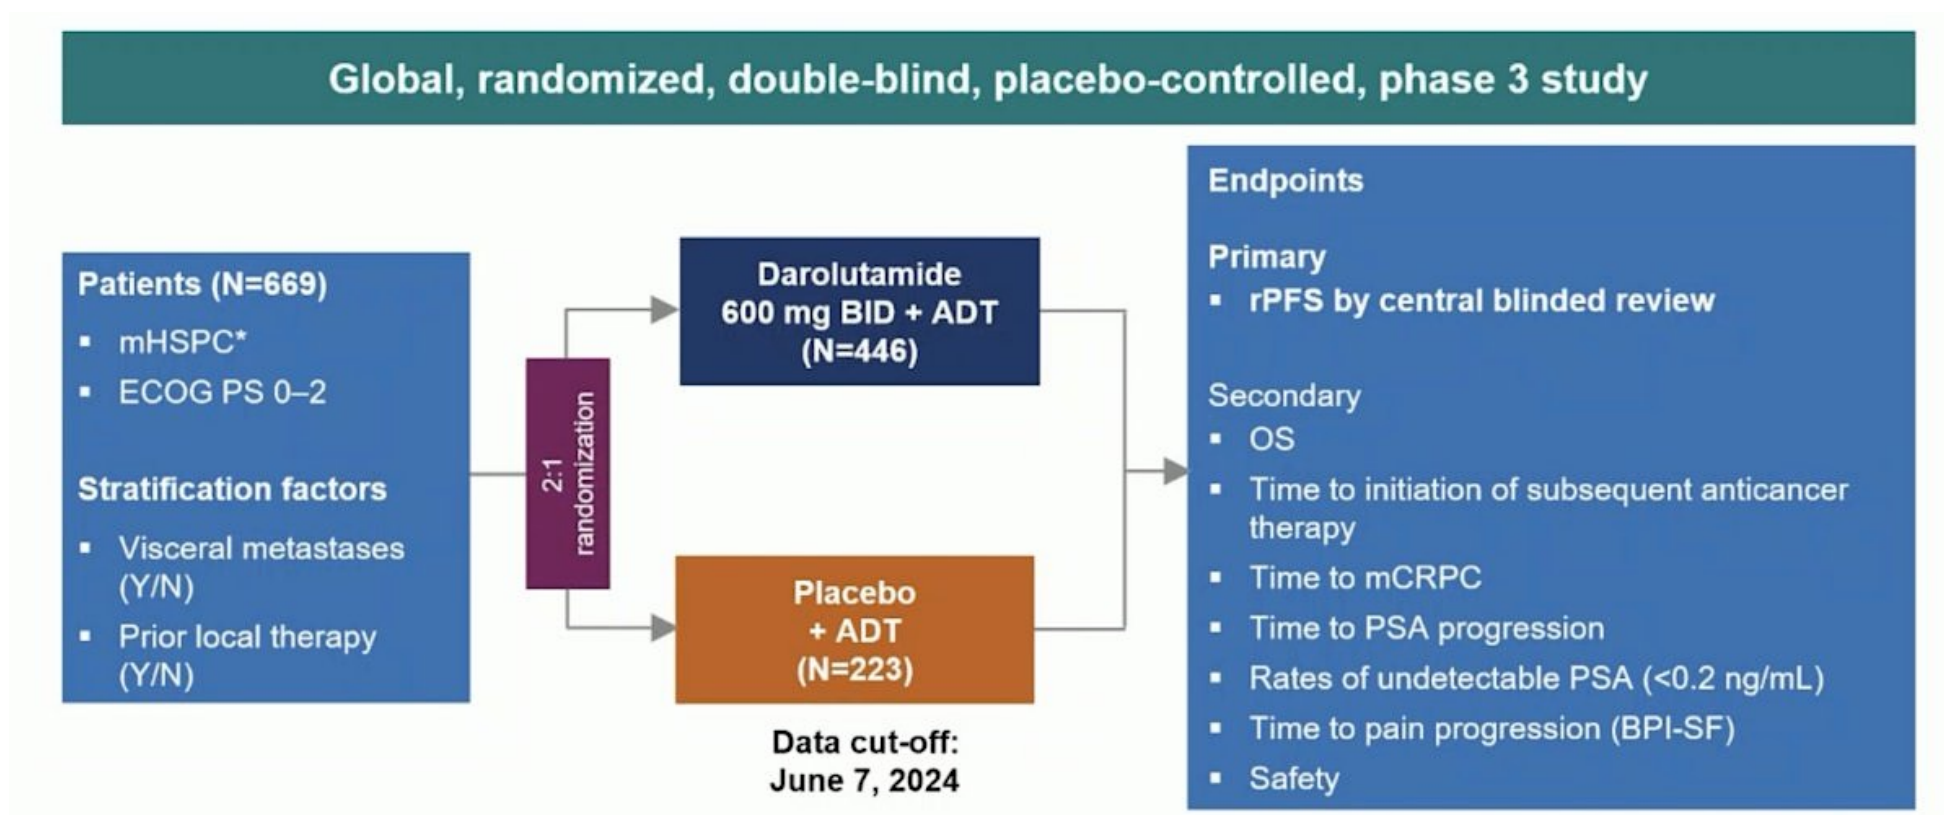 Global, randomized, double-blind, placebo-controlled, phase 3 study
Patients (N=669)
▪ mHSPC*
▪ ECOG PS 0–2
Stratification factors
▪ Visceral metastases
(Y/N)
▪ Prior local therapy
(Y/N)
2:1
randomization
Darolutamide
600 mg BID + ADT
(N=446)
Placebo
+ ADT
(N=223)
Data cut-off:
June 7, 2024
Endpoints
Primary
▪ rPFS by central blinded review
Secondary
▪ OS
▪ Time to initiation of subsequent anticancer
therapy
▪ Time to mCRPC
▪ Time to PSA progression
▪ Rates of undetectable PSA (<0.2 ng/mL)
▪ Time to pain progression (BPI-SF)
▪ Safety